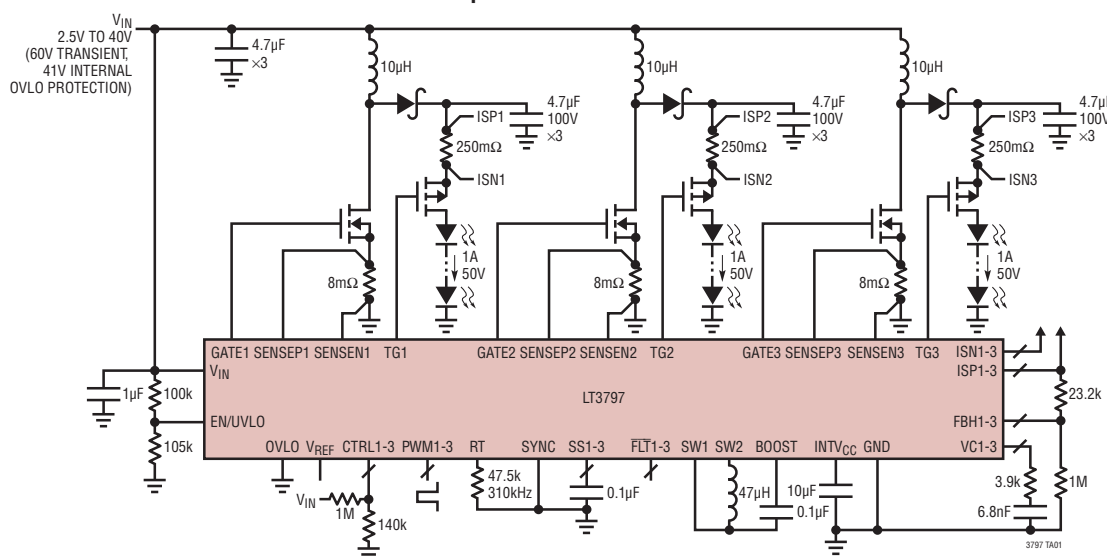 VIN
2.5V TO 40V
(60V TRANSIENT,
41V INTERNAL
OVLO PROTECTION)
4.7µF
×3
10µH
10µH
10µH
ISP1
4.7µF
100V
×3
250mΩ
ISN1
ISP2
4.7µF
100V
×3
250mΩ
ISN2
ISP3
4.7µF
100V
×3
250mΩ
ISN3
1A
50V
8mΩ
1A
50V
8mΩ
1A
50V
8mΩ
GATE1 SENSEP1 SENSEN1 TG1 GATE2 SENSEP2 SENSEN2 TG2 GATE3 SENSEP3 SENSEN3 TG3
ISN1-3
VIN
ISP1-3
1µF
100k
LT3797
23.2k
EN/UVLO
FBH1-3
105k
OVLO VREF CTRL1-3 PWM1-3 RT SYNC SS1-3 FLT1-3 SW1 SW2 BOOST INTVCC GND
VC1-3
47.5k
310kHz
0.1µF
47µH
0.1µF
10µF
3.9k
1M
6.8nF
VIN
1M
140k
3797 TA01